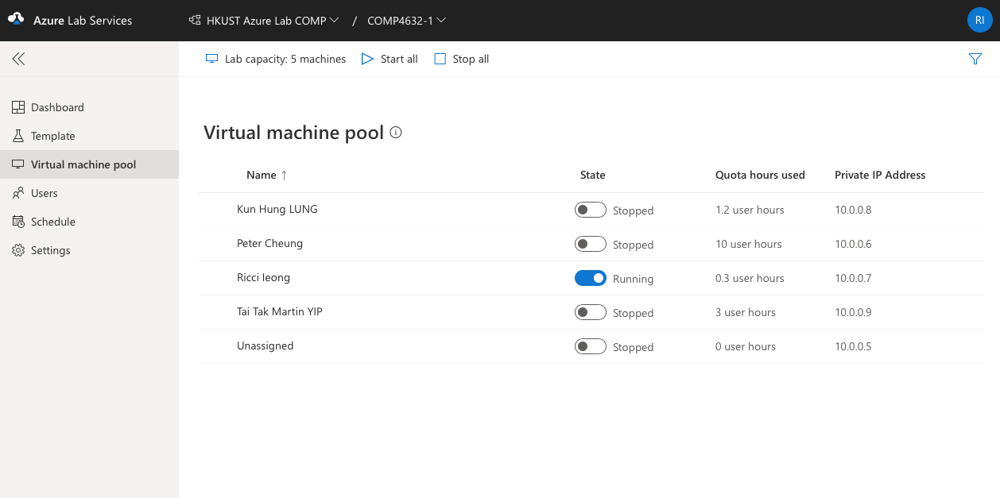 Azure Lab Services
HKUST Azure Lab COMP / COMP4632-1
RI
Lab capacity: 5 machines Start all Stop all
Dashboard
Template
Virtual machine pool
Users
Schedule
Settings
Virtual machine pool
Name ↑ State Quota hours used Private IP Address
Kun Hung LUNG Stopped 1.2 user hours 10.0.0.8
Peter Cheung Stopped 10 user hours 10.0.0.6
Ricci Ieong Running 0.3 user hours 10.0.0.7
Tai Tak Martin YIP Stopped 3 user hours 10.0.0.9
Unassigned Stopped 0 user hours 10.0.0.5